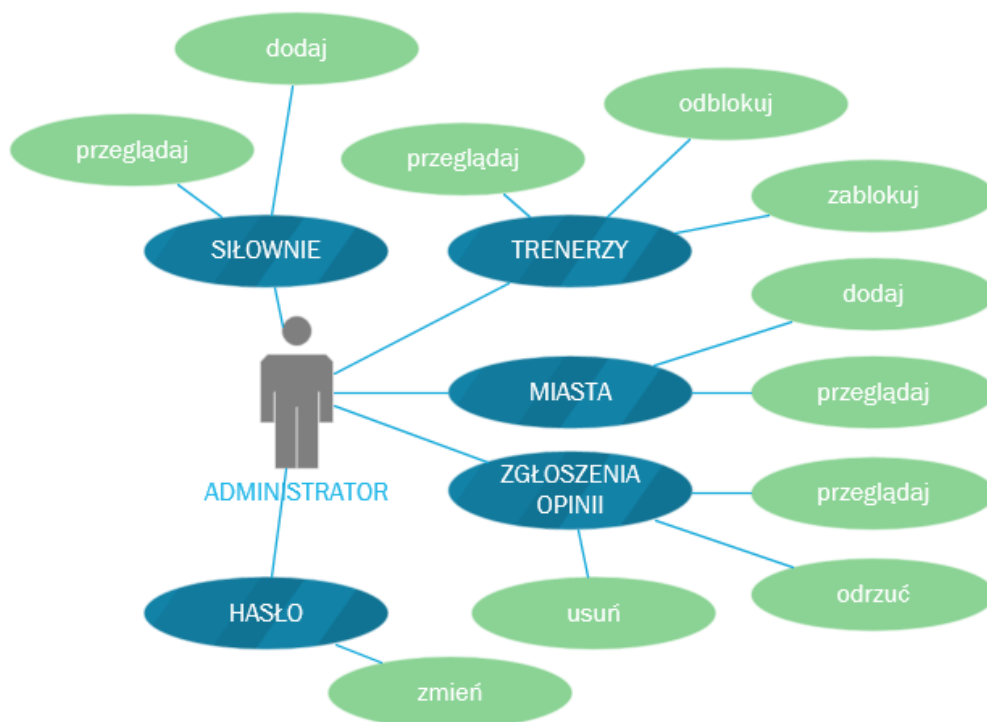 dodaj
odblokuj
przeglądaj
przeglądaj
zablokuj
SIŁOWNIE
TRENERZY
dodaj
MIASTA
przeglądaj
ZGŁOSZENIA
OPINII
przeglądaj
ADMINISTRATOR
odrzuć
HASŁO
usuń
zmień